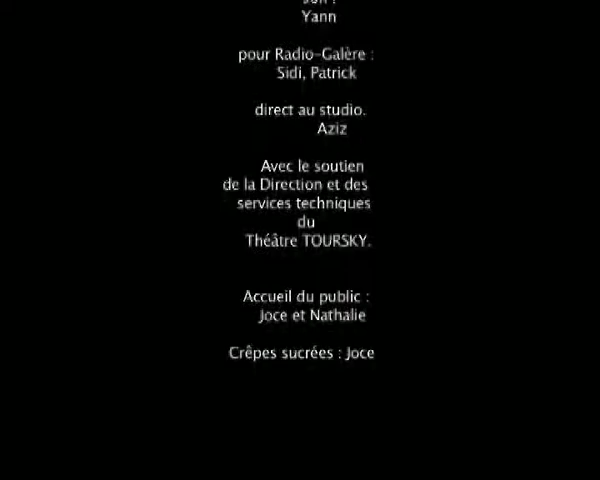 Yann
pour Radio-Galère :
Sidi, Patrick
direct au studio.
Aziz
Avec le soutien
de la Direction et des
services techniques
du
Théâtre TOURSKY.
Accueil du public :
Joce et Nathalie
Crêpes sucrées : Joce